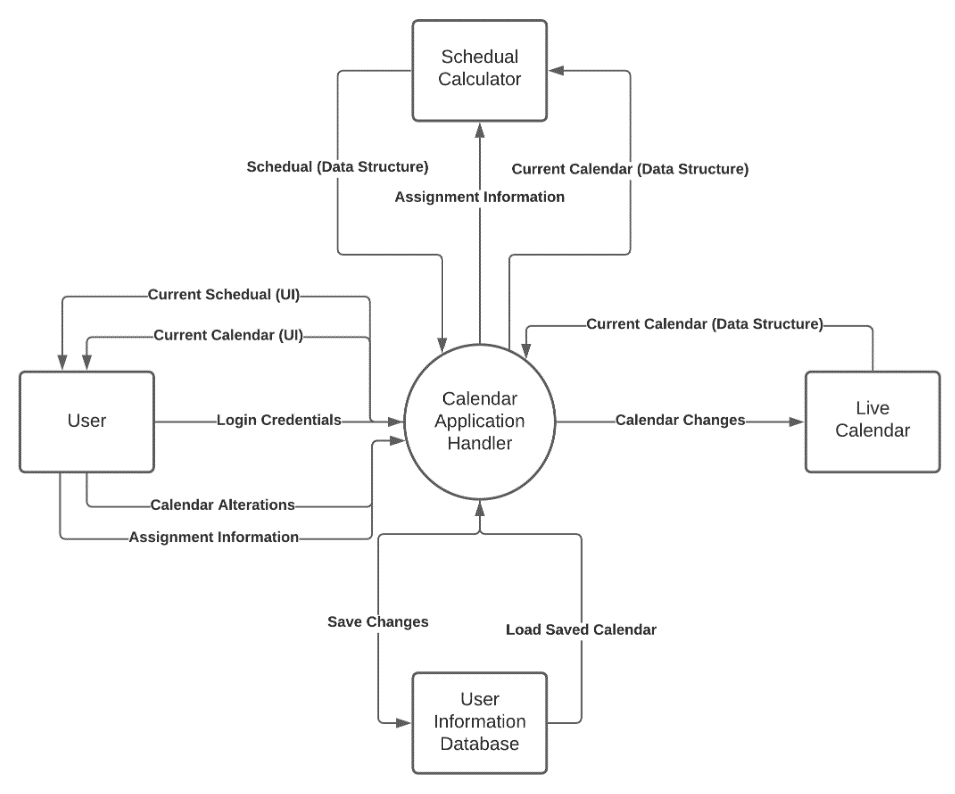 Schedual
Calculator
Schedual (Data Structure)
Current Calendar (Data Structure)
Assignment Information
Current Schedual (UI)
Current Calendar (UI)
Current Calendar (Data Structure)
User
Login Credentials
Calendar
Application
Handler
Calendar Changes
Live
Calendar
Calendar Alterations
Assignment Information
Save Changes
Load Saved Calendar
User
Information
Database